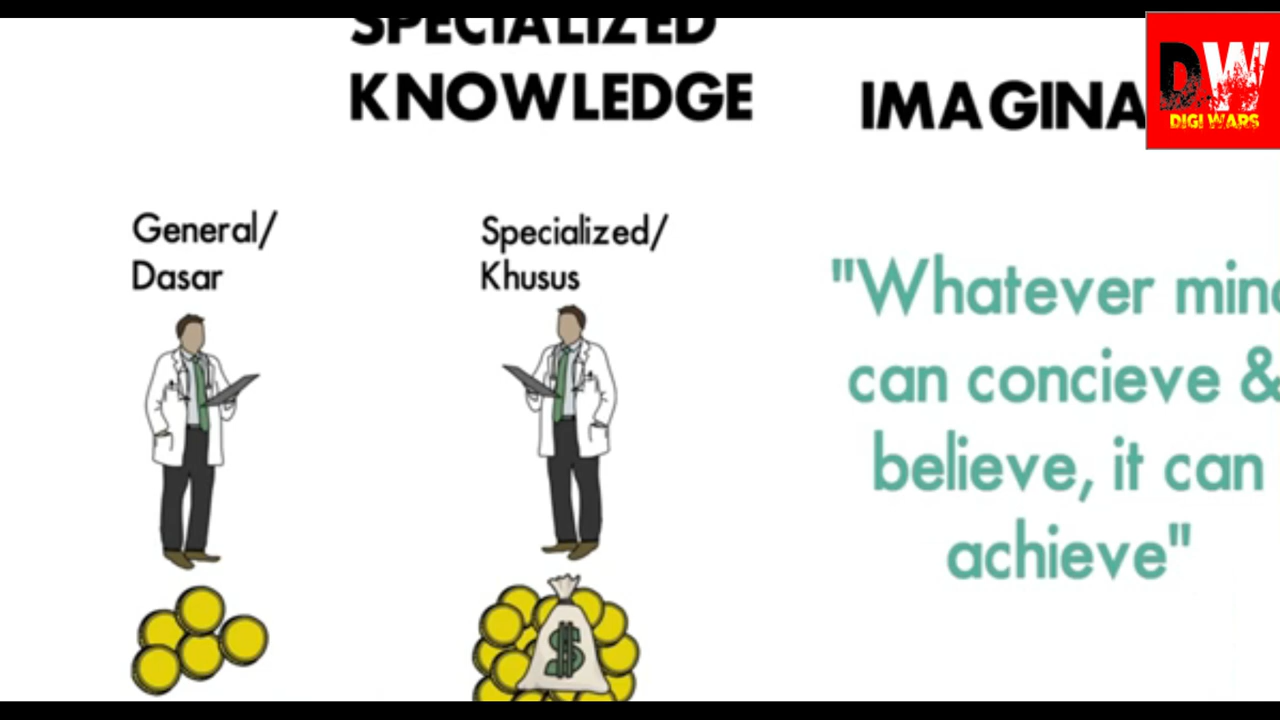 SPECIALIZED
KNOWLEDGE
IMAGINA
DW
DIGI WARS
General/
Dasar
Specialized/
Khusus
"Whatever mind
can concieve &
believe, it can
achieve"
$